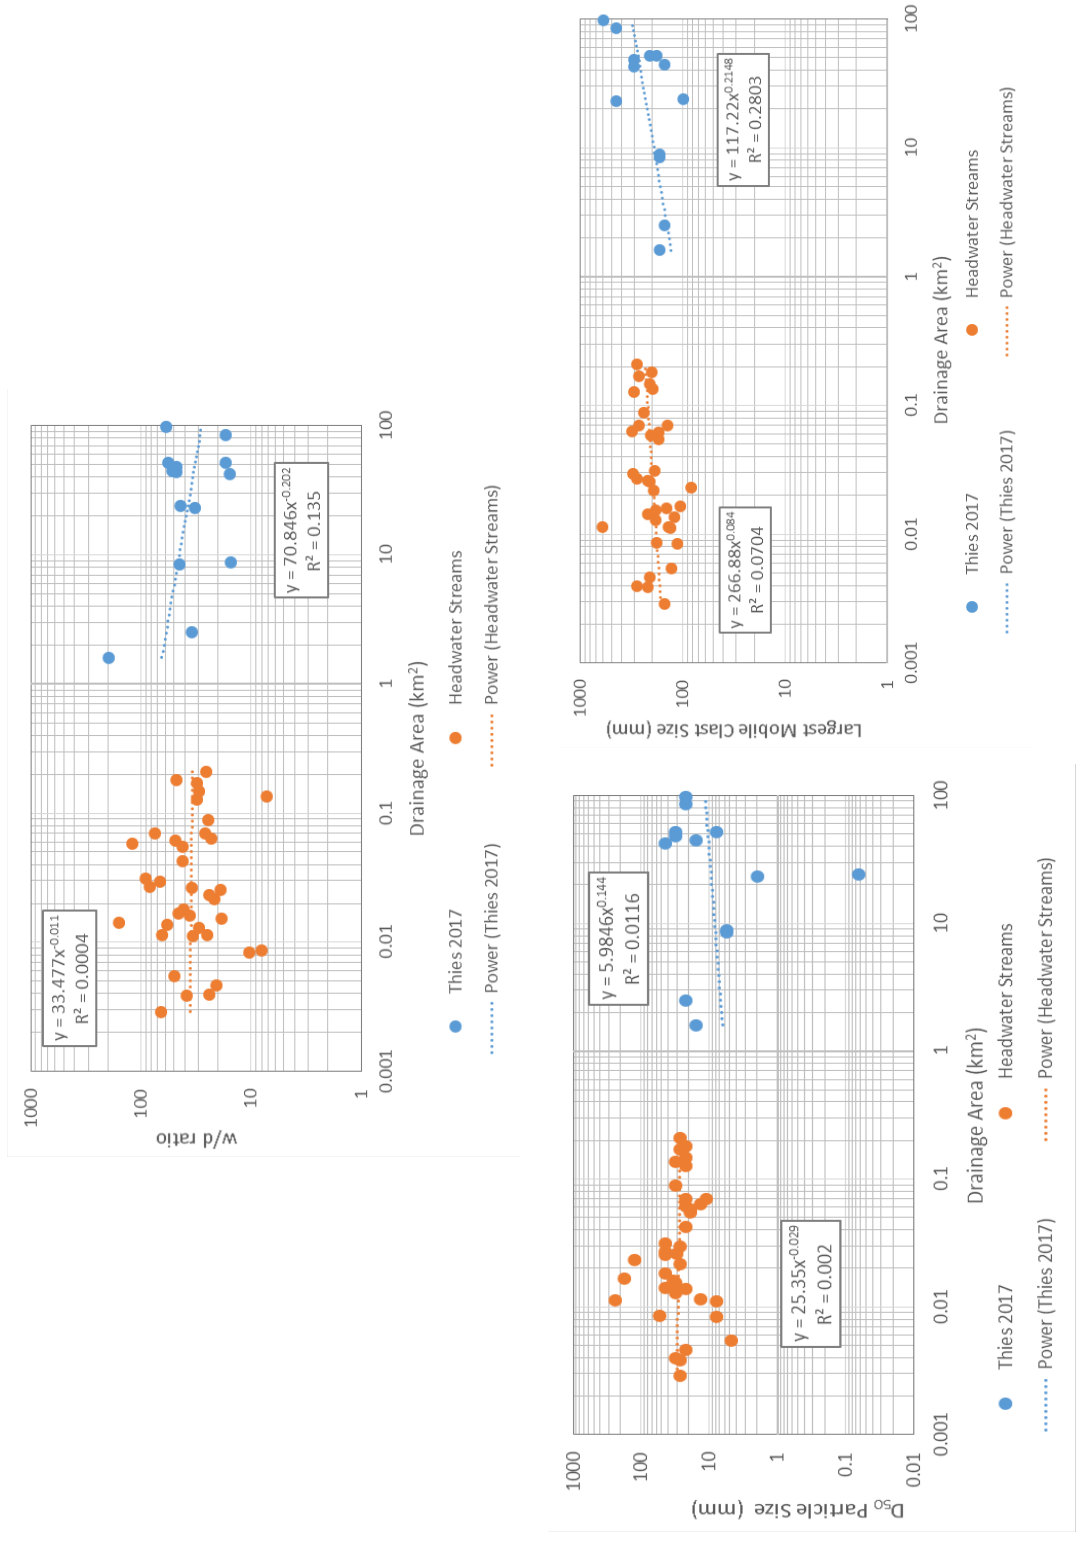 1000
100
10
1
w/d ratio
0.001
0.01
0.1
1
10
100
Drainage Area (km²)
y = 33.477x^-0.011
R² = 0.0004
y = 70.846x^-0.202
R² = 0.135
Thies 2017
Headwater Streams
Power (Thies 2017)
Power (Headwater Streams)
1000
100
10
1
0.1
0.01
D50 Particle Size (mm)
0.001
0.01
0.1
1
10
100
Drainage Area (km²)
y = 25.35x^-0.029
R² = 0.002
y = 5.9846x^0.144
R² = 0.0116
Thies 2017
Headwater Streams
Power (Thies 2017)
Power (Headwater Streams)
1000
100
10
1
Largest Mobile Clast Size (mm)
0.001
0.01
0.1
1
10
100
Drainage Area (km²)
y = 266.88x^0.084
R² = 0.0704
y = 117.22x^0.2148
R² = 0.2803
Thies 2017
Headwater Streams
Power (Thies 2017)
Power (Headwater Streams)